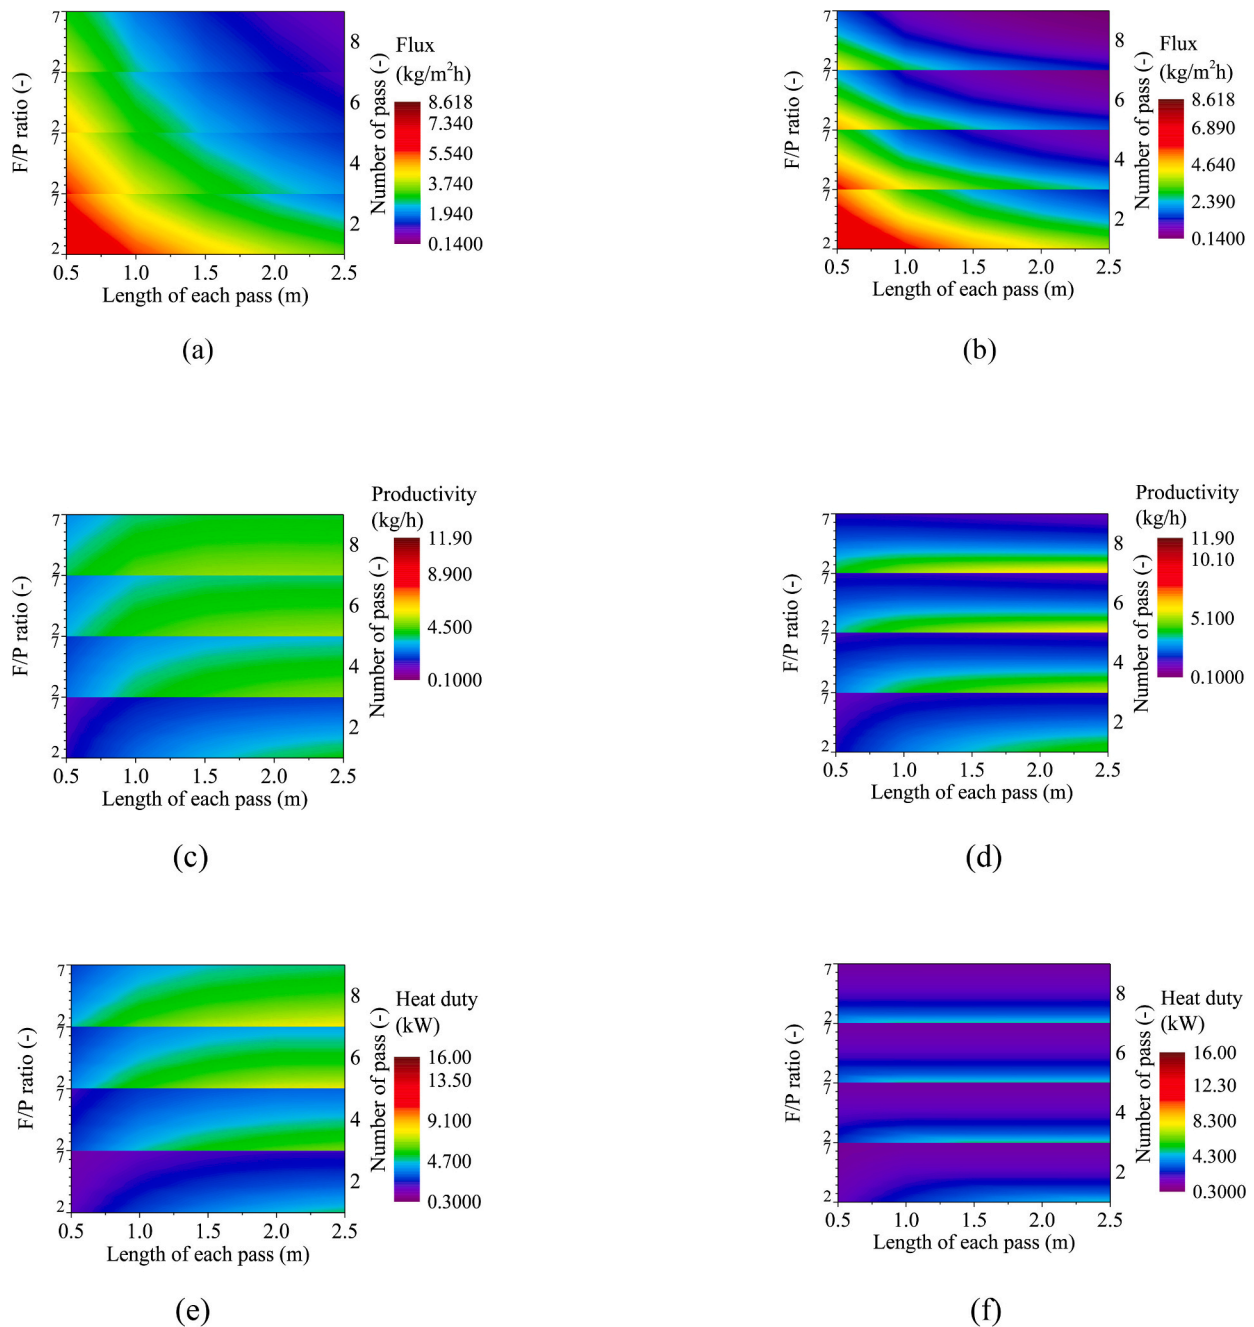 7
2
7
2
7
2
7
2
F/P ratio (-)
0.5 1.0 1.5 2.0 2.5
Length of each pass (m)
8
6
4
2
Number of pass (-)
Flux
(kg/m²h)
8.618
7.340
5.540
3.740
1.940
0.1400
(a)
7
2
7
2
7
2
7
2
F/P ratio (-)
0.5 1.0 1.5 2.0 2.5
Length of each pass (m)
8
6
4
2
Number of pass (-)
Flux
(kg/m²h)
8.618
6.890
4.640
2.390
0.1400
(b)
7
2
7
2
7
2
7
2
F/P ratio (-)
0.5 1.0 1.5 2.0 2.5
Length of each pass (m)
8
6
4
2
Number of pass (-)
Productivity
(kg/h)
11.90
8.900
4.500
0.1000
(c)
7
2
7
2
7
2
7
2
F/P ratio (-)
0.5 1.0 1.5 2.0 2.5
Length of each pass (m)
8
6
4
2
Number of pass (-)
Productivity
(kg/h)
11.90
10.10
5.100
0.1000
(d)
7
2
7
2
7
2
7
2
F/P ratio (-)
0.5 1.0 1.5 2.0 2.5
Length of each pass (m)
8
6
4
2
Number of pass (-)
Heat duty
(kW)
16.00
13.50
9.100
4.700
0.3000
(e)
7
2
7
2
7
2
7
2
F/P ratio (-)
0.5 1.0 1.5 2.0 2.5
Length of each pass (m)
8
6
4
2
Number of pass (-)
Heat duty
(kW)
16.00
12.30
8.300
4.300
0.3000
(f)